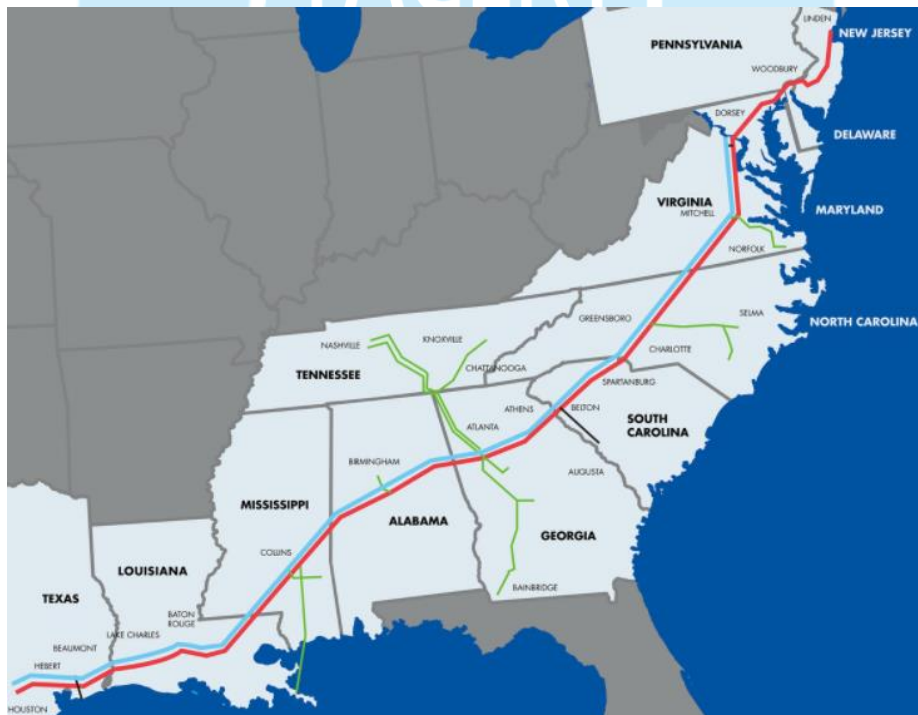 LINDEN
NEW JERSEY
PENNSYLVANIA
WOODBURY
DORSEY
DELAWARE
VIRGINIA
MITCHELL
MARYLAND
NORFOLK
GREENSBORO
SELMA
NORTH CAROLINA
NASHVILLE
KNOXVILLE
CHARLOTTE
CHATTANOOGA
TENNESSEE
SPARTANBURG
ATHENS
BELTON
SOUTH
CAROLINA
ATLANTA
BIRMINGHAM
AUGUSTA
MISSISSIPPI
ALABAMA
GEORGIA
COLLINS
LOUISIANA
BAINBRIDGE
TEXAS
BATON
ROUGE
LAKE CHARLES
BEAUMONT
HEBERT
HOUSTON